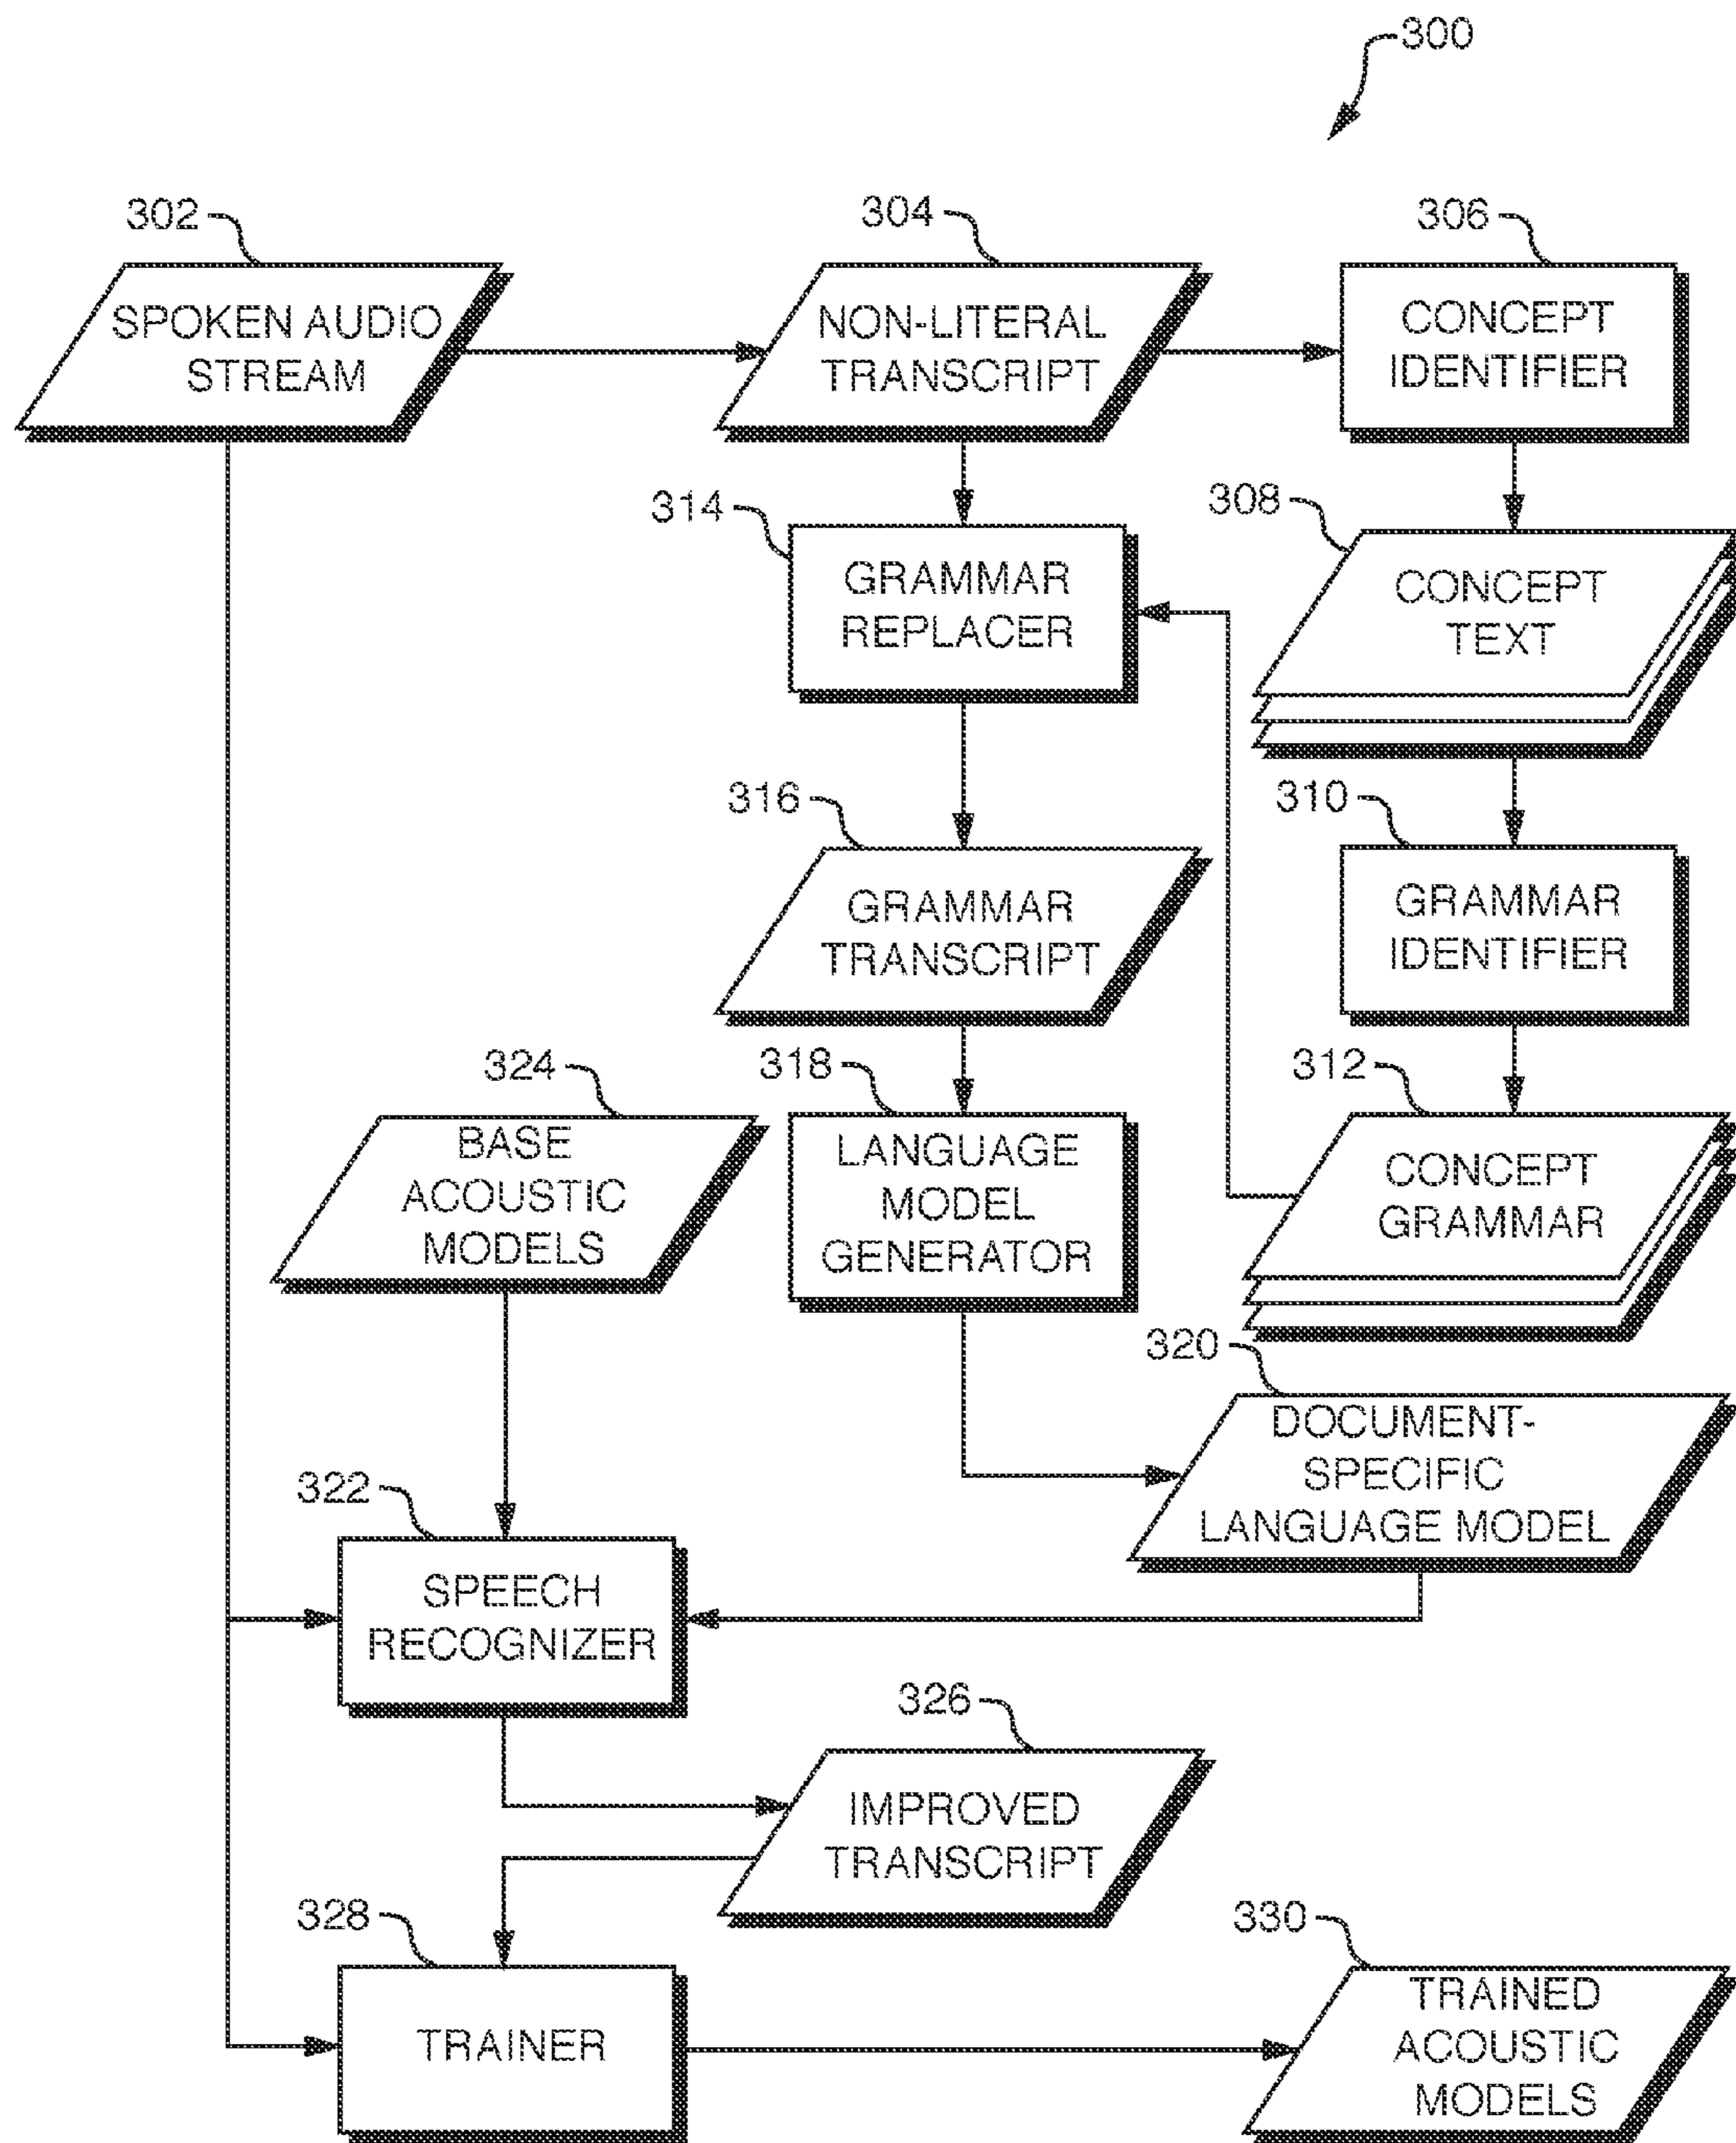 300
302
304
306
SPOKEN AUDIO
STREAM
NON-LITERAL
TRANSCRIPT
CONCEPT
IDENTIFIER
314
308
GRAMMAR
REPLACER
CONCEPT
TEXT
316
310
GRAMMAR
TRANSCRIPT
GRAMMAR
IDENTIFIER
324
318
312
BASE
ACOUSTIC
MODELS
LANGUAGE
MODEL
GENERATOR
CONCEPT
GRAMMAR
320
DOCUMENT-
SPECIFIC
LANGUAGE MODEL
322
SPEECH
RECOGNIZER
326
IMPROVED
TRANSCRIPT
328
330
TRAINER
TRAINED
ACOUSTIC
MODELS